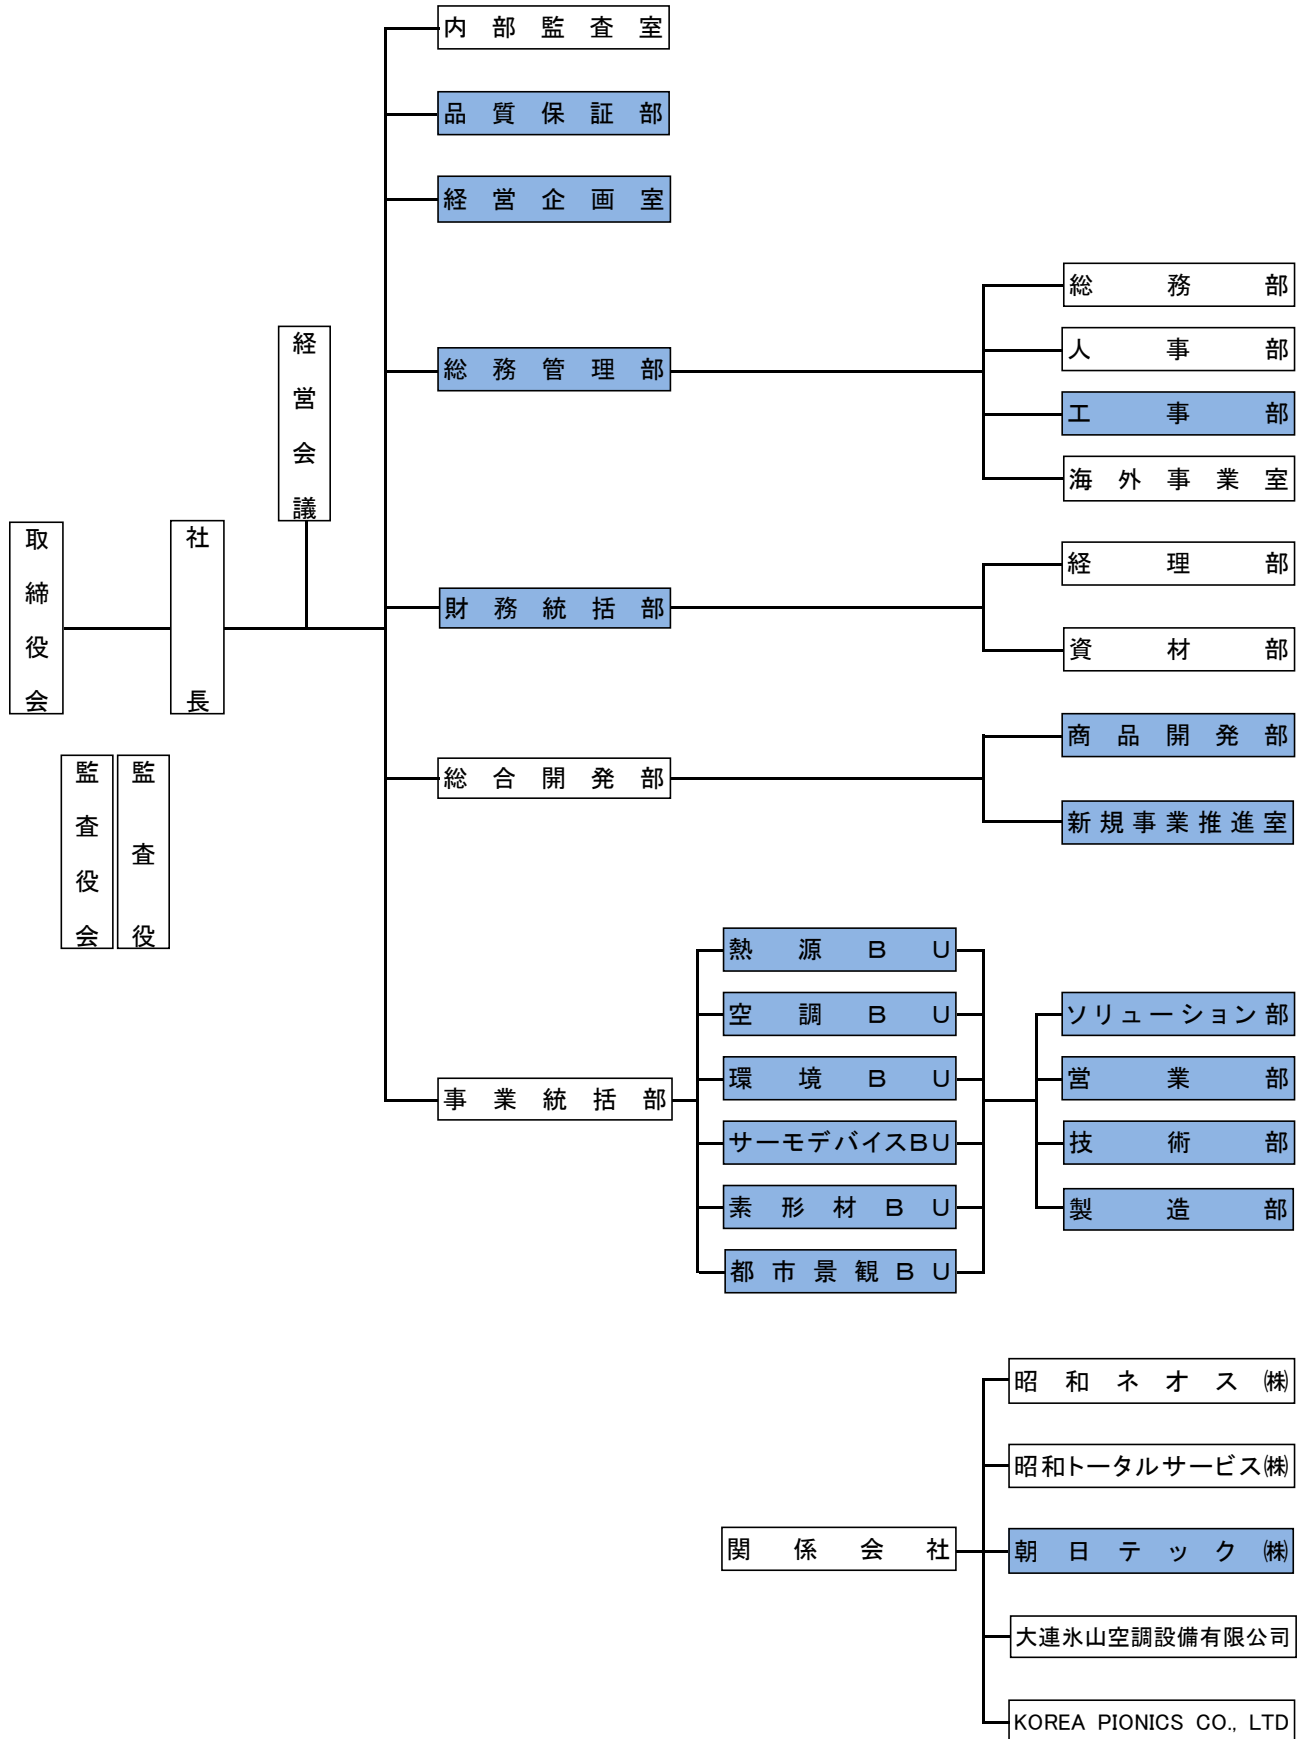 内部監査室
品質保証部
経営企画室
総務管理部
総務部
人事部
工事部
海外事業室
経営会議
取締役会
社長
監査役会
監査役
財務統括部
経理部
資材部
総合開発部
商品開発部
新規事業推進室
事業統括部
熱源BU
空調BU
環境BU
サーモデバイスBU
素形材BU
都市景観BU
ソリューション部
営業部
技術部
製造部
関係会社
昭和ネオス㈱
昭和トータルサービス㈱
朝日テック㈱
大連氷山空調設備有限公司
KOREA PIONICS CO., LTD